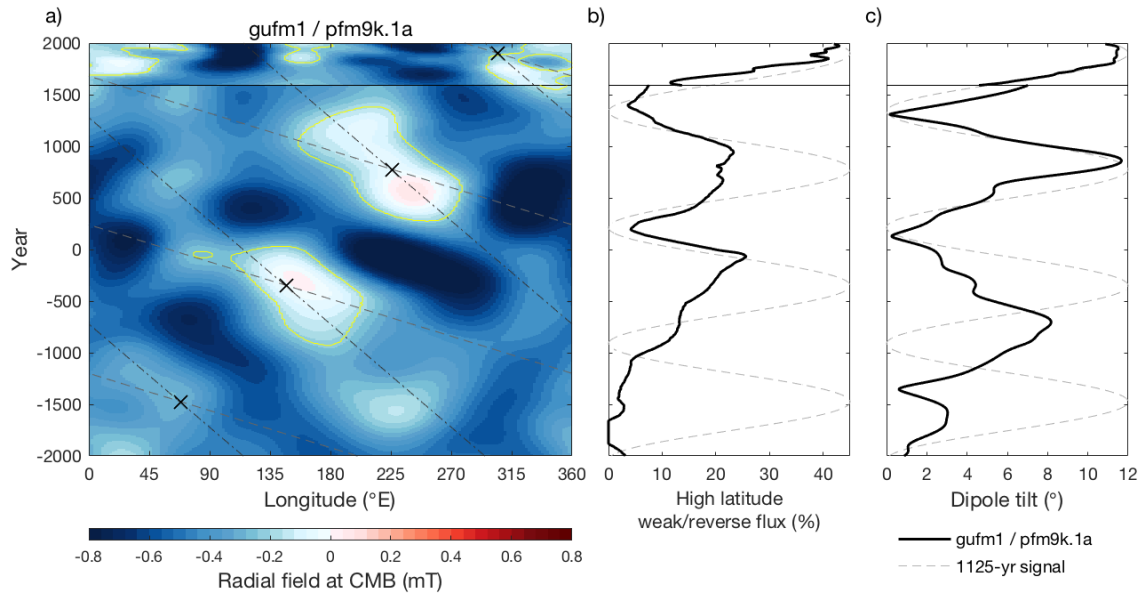 a)
gufm1 / pfm9k.1a
b)
c)
2000
1500
1000
500
0
-500
-1000
-1500
-2000
Year
0 45 90 135 180 225 270 315 360
Longitude (°E)
0 10 20 30 40
High latitude
weak/reverse flux (%)
0 2 4 6 8 10 12
Dipole tilt (°)
-0.8 -0.6 -0.4 -0.2 0 0.2 0.4 0.6 0.8
Radial field at CMB (mT)
gufm1 / pfm9k.1a
1125-yr signal